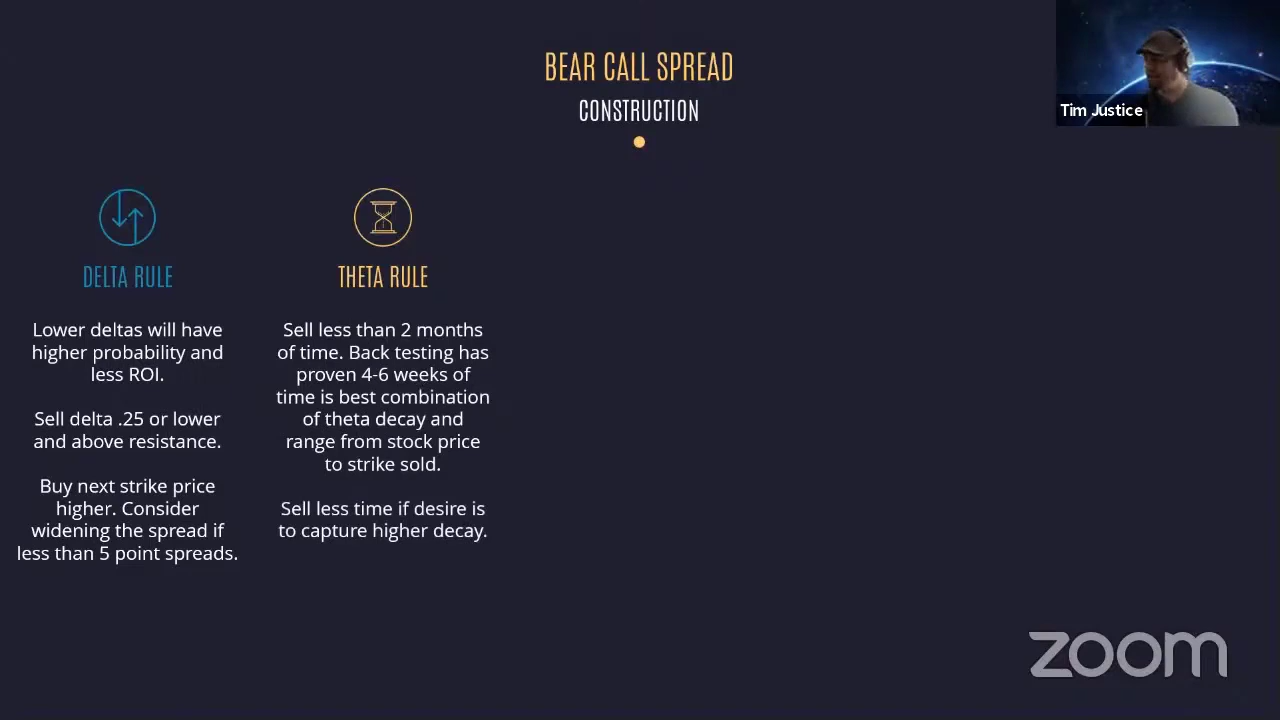 BEAR CALL SPREAD
CONSTRUCTION
Tim Justice
DELTA RULE
Lower deltas will have
higher probability and
less ROI.
Sell delta .25 or lower
and above resistance.
Buy next strike price
higher. Consider
widening the spread if
less than 5 point spreads.
THETA RULE
Sell less than 2 months
of time. Back testing has
proven 4-6 weeks of
time is best combination
of theta decay and
range from stock price
to strike sold.
Sell less time if desire is
to capture higher decay.
zoom